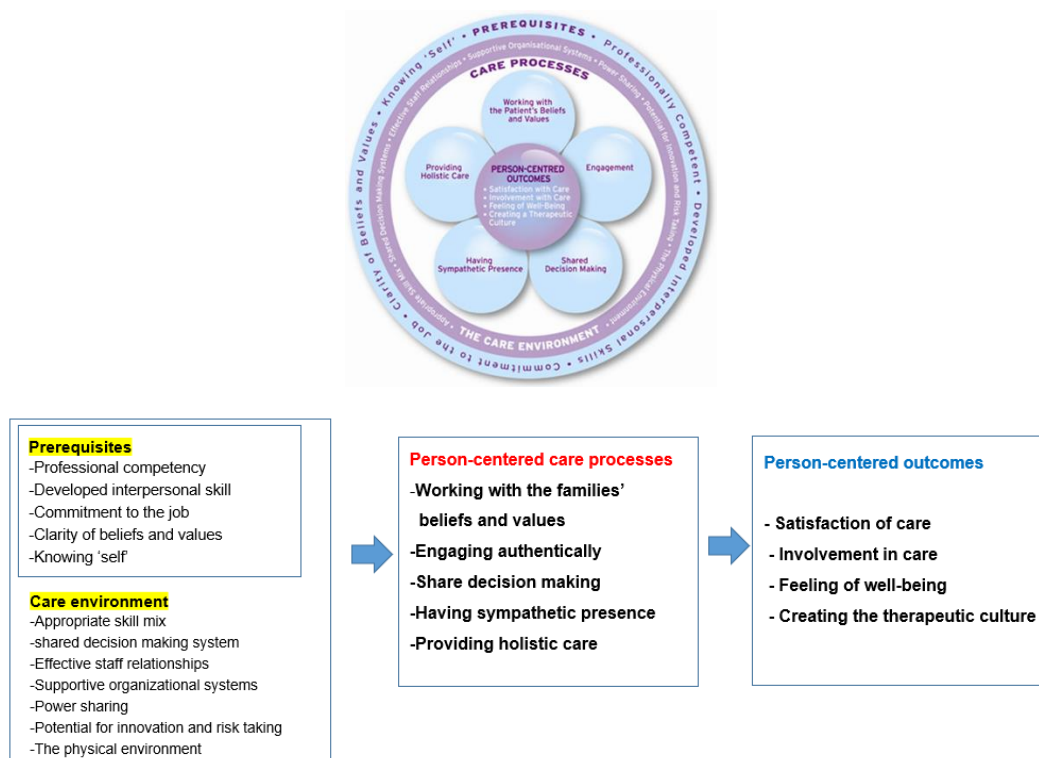 • PREREQUISITES • Professionally Competent • Developed Interpersonal Skills • Commitment to the Job • Clarity of Beliefs and Values • Knowing 'Self'
• Supportive Organisational Systems • Power Sharing • Potential for Innovation and Risk Taking • The Physical Environment •
THE CARE ENVIRONMENT
• Appropriate Skill Mix • Shared Decision Making Systems • Effective Staff Relationships
CARE PROCESSES
Working with
the Patient's Beliefs
and Values
Providing
Holistic Care
Engagement
PERSON-CENTRED
OUTCOMES
• Satisfaction with Care
• Involvement with Care
• Feeling of Well-Being
• Creating a Therapeutic
Culture
Having
Sympathetic Presence
Shared
Decision Making
Prerequisites
-Professional competency
-Developed interpersonal skill
-Commitment to the job
-Clarity of beliefs and values
-Knowing ‘self’
Care environment
-Appropriate skill mix
-shared decision making system
-Effective staff relationships
-Supportive organizational systems
-Power sharing
-Potential for innovation and risk taking
-The physical environment
Person-centered care processes
-Working with the families’
beliefs and values
-Engaging authentically
-Share decision making
-Having sympathetic presence
-Providing holistic care
Person-centered outcomes
- Satisfaction of care
- Involvement in care
- Feeling of well-being
- Creating the therapeutic culture